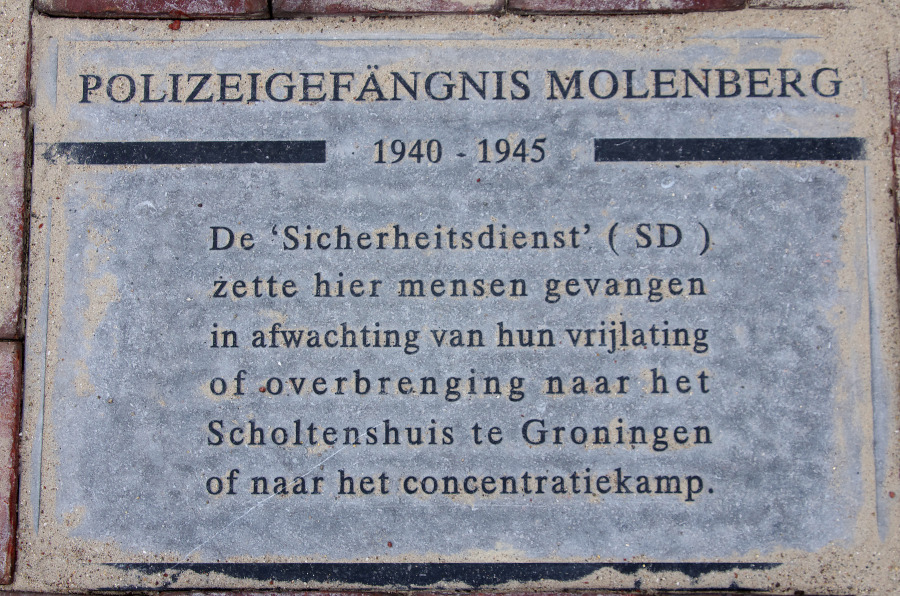 POLIZEIGEFÄNGNIS MOLENBERG
1940 - 1945
De ‘Sicherheitsdienst’ ( SD )
zette hier mensen gevangen
in afwachting van hun vrijlating
of overbrenging naar het
Scholtenshuis te Groningen
of naar het concentratiekamp.